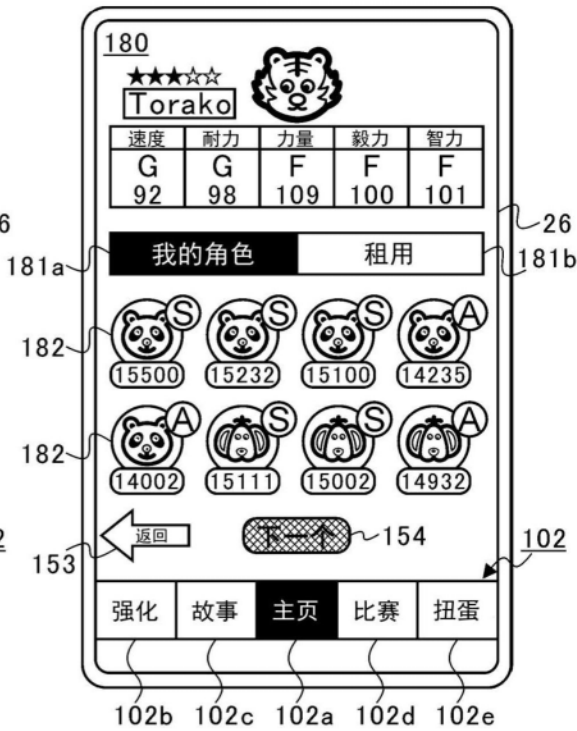 180
★★★☆☆
Torako
速度 耐力 力量 毅力 智力
G G F F F
92 98 109 100 101
6
26
我的角色 租用
181a
181b
S S S A
182
15500 15232 15100 14235
A S S A
182
14002 15111 15002 14932
返回 下一个
154
2
102
153
强化 故事 主页 比赛 扭蛋
102b 102c 102a 102d 102e